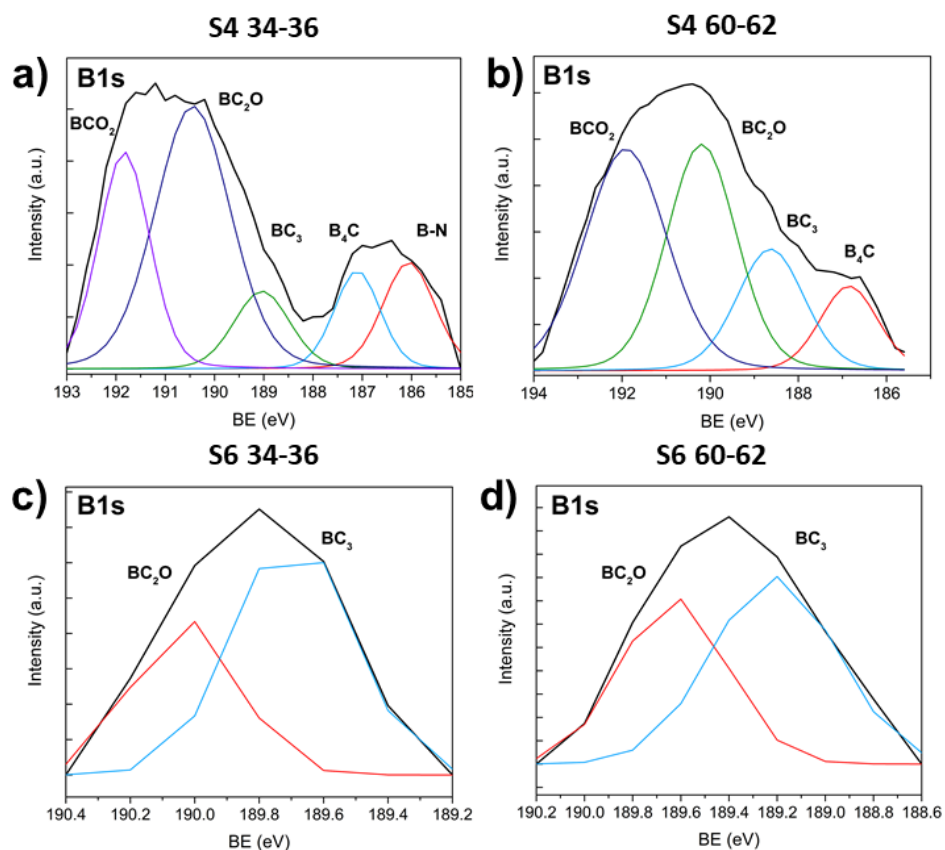 S4 34-36
S4 60-62
a)
B1s
BCO₂
BC₂O
BC₃
B₄C
B-N
Intensity (a.u.)
193 192 191 190 189 188 187 186 185
BE (eV)
b)
B1s
BCO₂
BC₂O
BC₃
B₄C
Intensity (a.u.)
194 192 190 188 186
BE (eV)
S6 34-36
S6 60-62
c)
B1s
BC₂O
BC₃
Intensity (a.u.)
190.4 190.2 190.0 189.8 189.6 189.4 189.2
BE (eV)
d)
B1s
BC₂O
BC₃
Intensity (a.u.)
190.2 190.0 189.8 189.6 189.4 189.2 189.0 188.8 188.6
BE (eV)